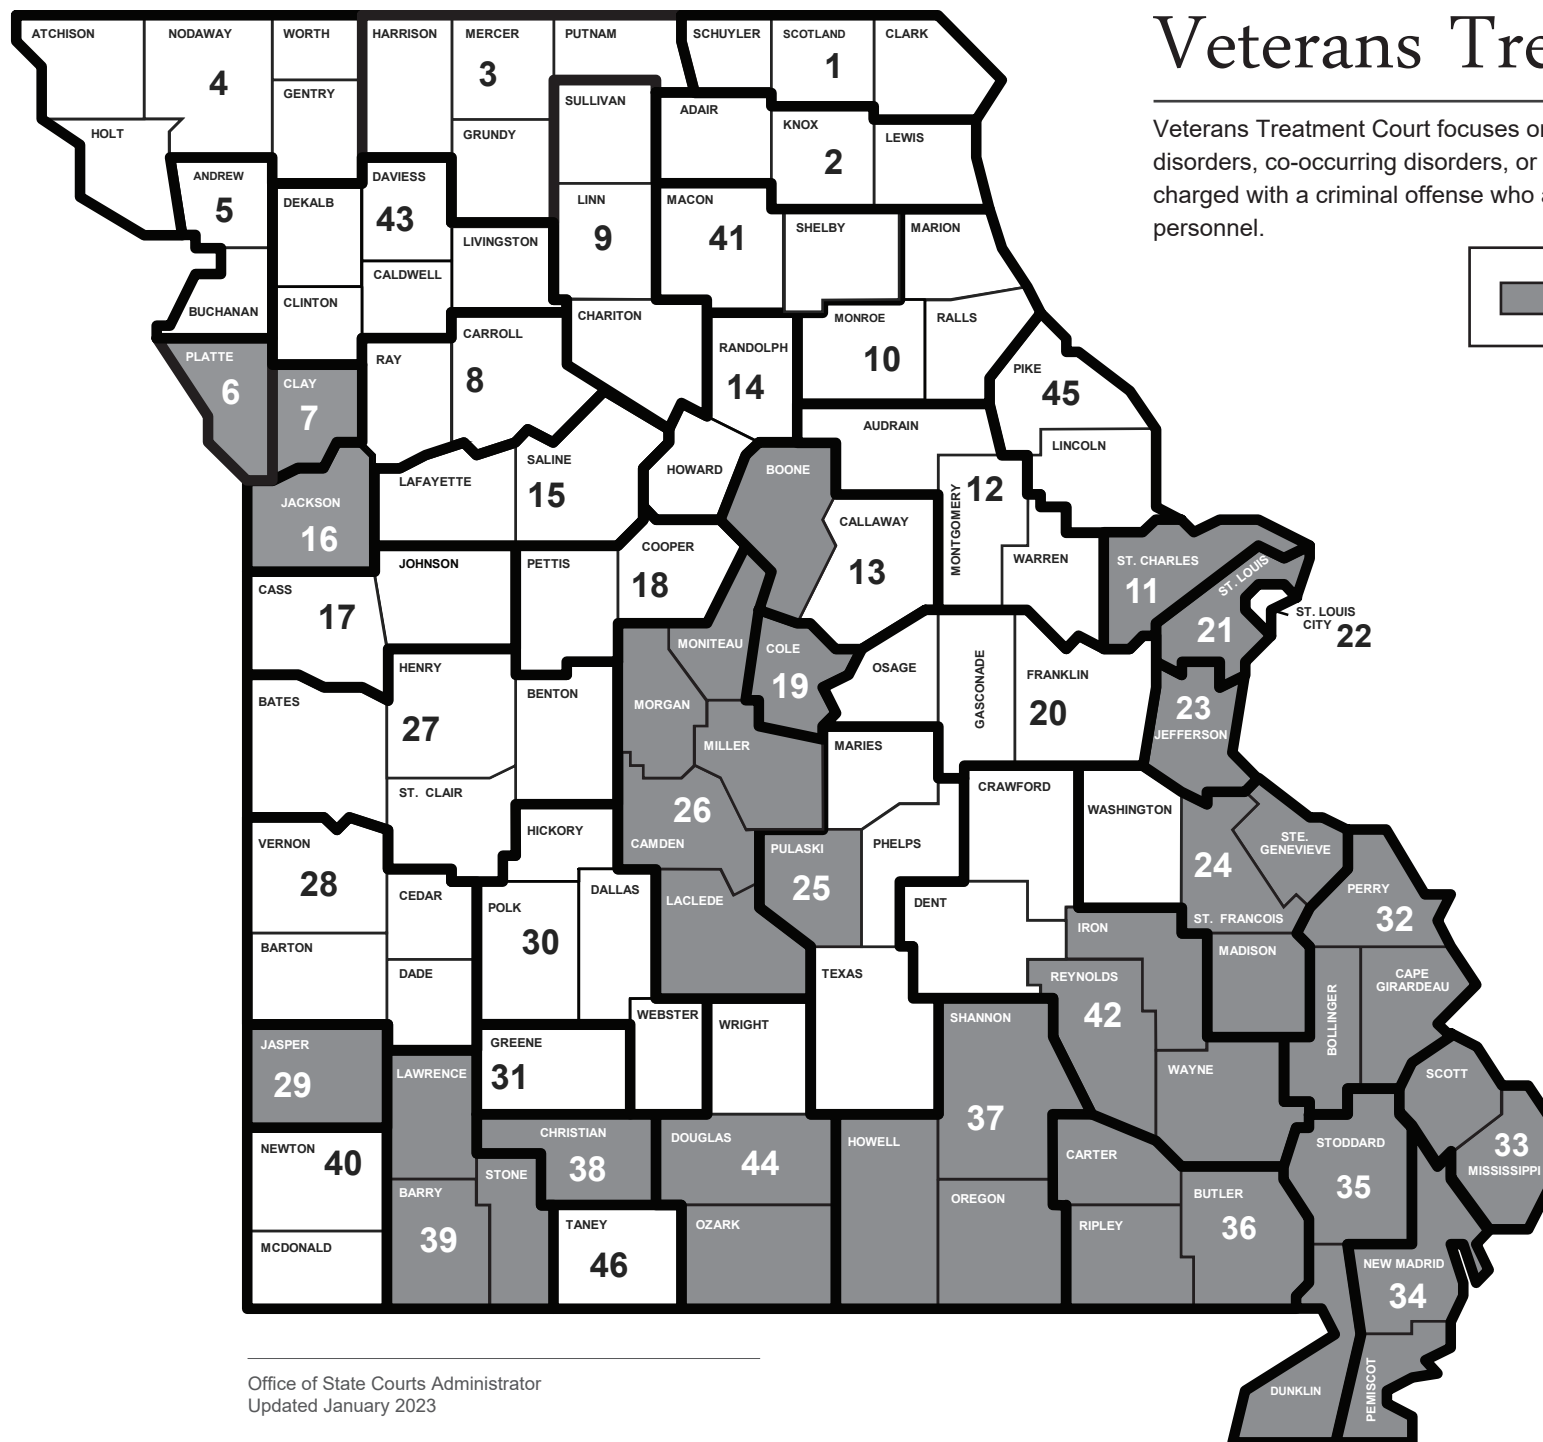 Veterans Tre
Veterans Treatment Court focuses o
disorders, co-occurring disorders, or
charged with a criminal offense who a
personnel.
ATCHISON
NODAWAY
4
WORTH
HARRISON
MERCER
3
PUTNAM
SCHUYLER
SCOTLAND
1
CLARK
GENTRY
HOLT
GRUNDY
SULLIVAN
ADAIR
KNOX
2
LEWIS
ANDREW
5
DEKALB
DAVIESS
43
LIVINGSTON
LINN
9
MACON
41
SHELBY
MARION
CALDWELL
BUCHANAN
CLINTON
CHARITON
MONROE
10
RALLS
PLATTE
6
CLAY
7
RAY
CARROLL
8
RANDOLPH
14
PIKE
45
AUDRAIN
LINCOLN
LAFAYETTE
SALINE
15
HOWARD
BOONE
JACKSON
16
COOPER
18
CALLAWAY
13
MONTGOMERY
12
WARREN
ST. CHARLES
11
ST. LOUIS
21
ST. LOUIS
CITY 22
CASS
17
JOHNSON
PETTIS
MONITEAU
COLE
19
OSAGE
GASCONADE
FRANKLIN
20
23
JEFFERSON
BATES
HENRY
27
BENTON
MORGAN
MILLER
MARIES
ST. CLAIR
26
CAMDEN
CRAWFORD
WASHINGTON
VERNON
28
HICKORY
PULASKI
25
PHELPS
24
ST. FRANCOIS
STE.
GENEVIEVE
CEDAR
POLK
30
DALLAS
LACLEDE
DENT
IRON
PERRY
32
BARTON
DADE
TEXAS
REYNOLDS
42
MADISON
BOLLINGER
CAPE
GIRARDEAU
JASPER
29
LAWRENCE
GREENE
31
WEBSTER
WRIGHT
SHANNON
37
WAYNE
SCOTT
NEWTON 40
CHRISTIAN
38
DOUGLAS
44
HOWELL
CARTER
STODDARD
35
33
MISSISSIPPI
BARRY
39
STONE
OREGON
BUTLER
36
MCDONALD
TANEY
46
OZARK
RIPLEY
NEW MADRID
34
DUNKLIN
PEMISCOT
Office of State Courts Administrator
Updated January 2023